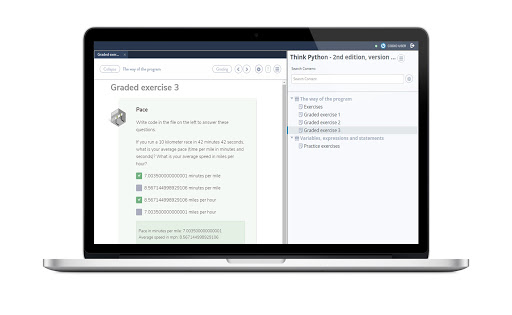 CODIO USER
Graded exer...
Collapse
The way of the program
Grading
Graded exercise 3
Pace
Write code in the file on the left to answer these
questions:
If you run a 10 kilometer race in 42 minutes 42 seconds,
what is your average pace (time per mile in minutes and
seconds)? What is your average speed in miles per
hour?
7.003500000000001 minutes per mile
8.567144998929106 minutes per mile
8.567144998929106 miles per hour
7.003500000000001 miles per hour
Pace in minutes per mile: 7.003500000000001
Average speed in mph: 8.567144998929106
Think Python - 2nd edition, version ...
Search Content
Search Content
The way of the program
Exercises
Graded exercise 1
Graded exercise 2
Graded exercise 3
Variables, expressions and statements
Practice exercises